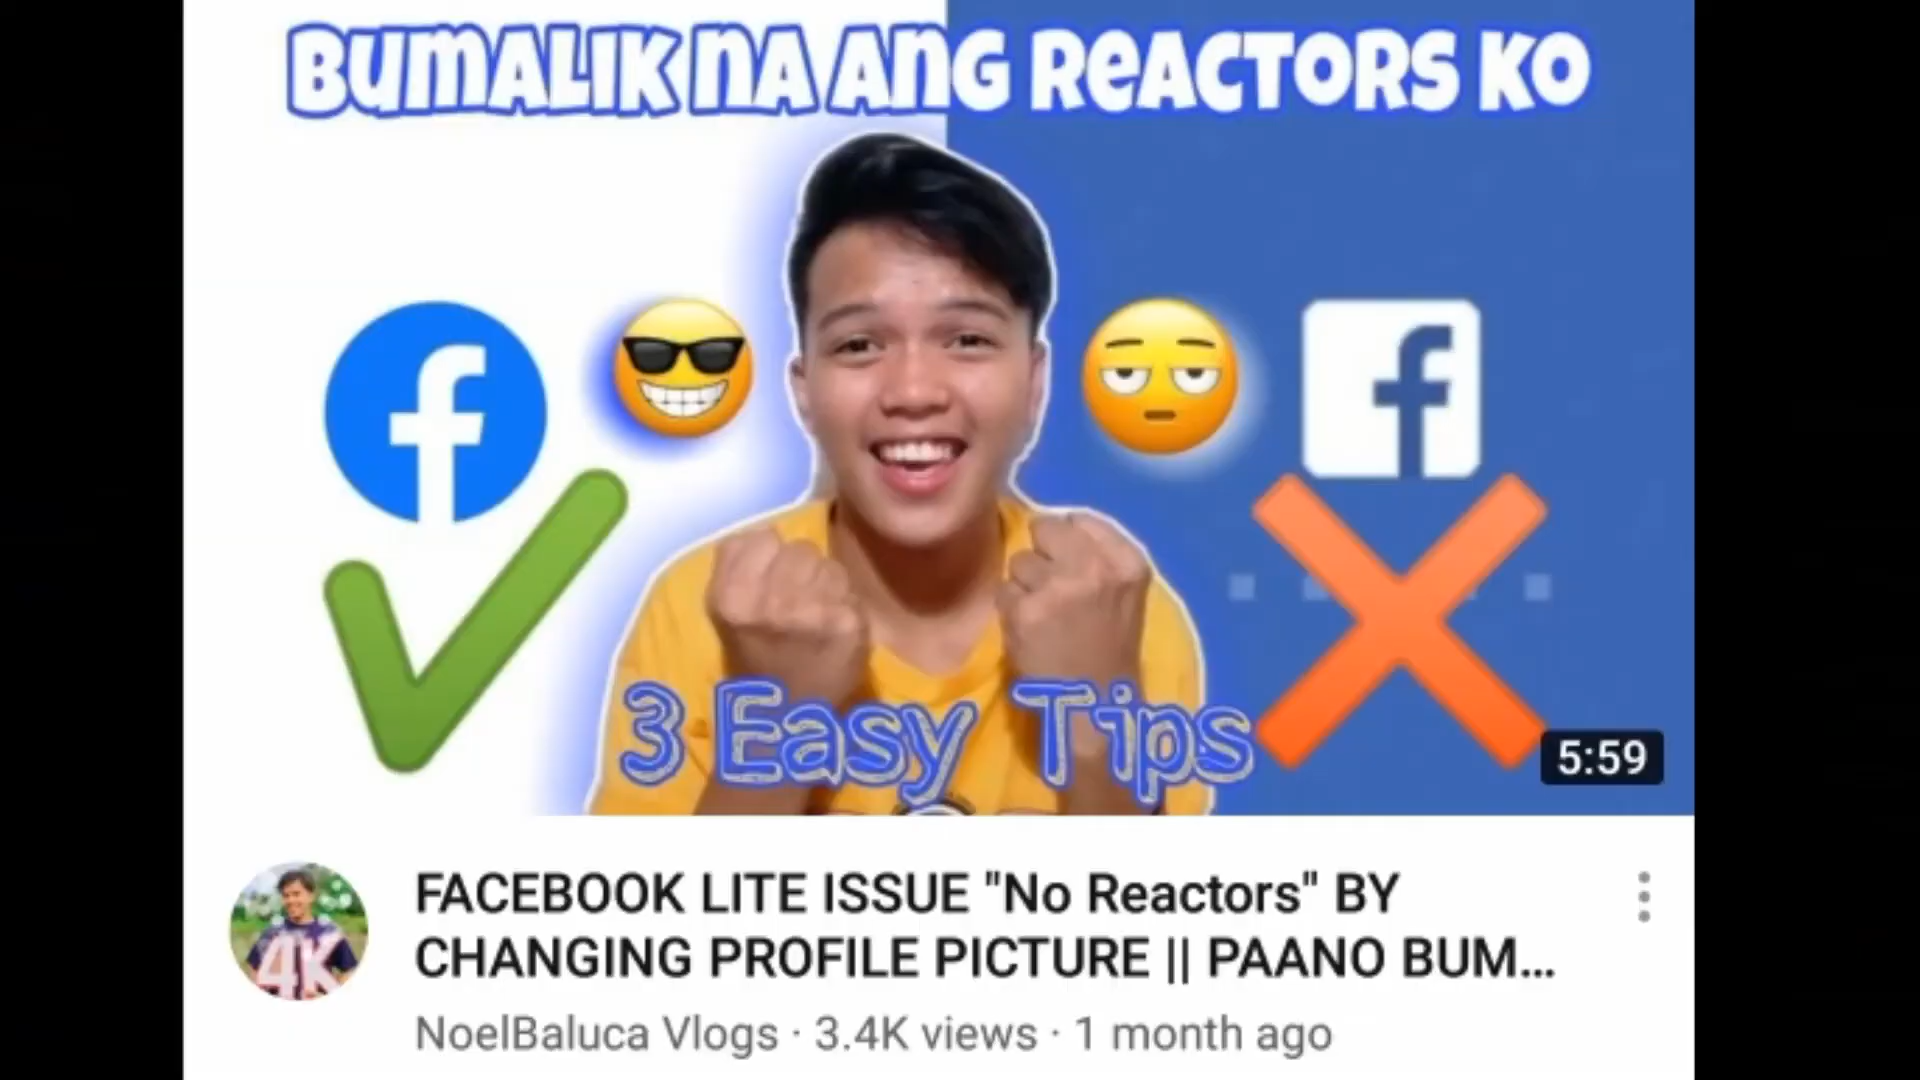 BUMALIK NA ANG REACTORS KO
3 Easy Tips
5:59
4K
FACEBOOK LITE ISSUE "No Reactors" BY
CHANGING PROFILE PICTURE || PAANO BUM...
NoelBaluca Vlogs · 3.4K views · 1 month ago